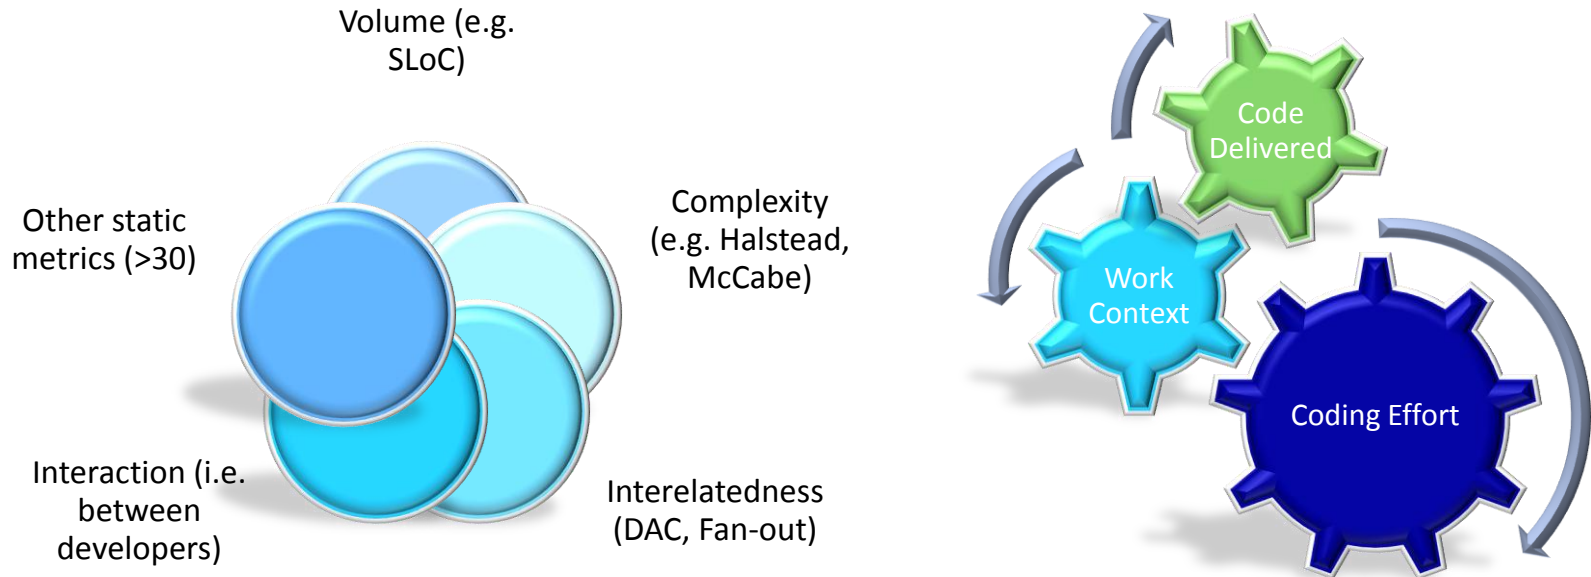 Volume (e.g.
SLoC)
Complexity
(e.g. Halstead,
McCabe)
Interelatedness
(DAC, Fan-out)
Interaction (i.e.
between
developers)
Other static
metrics (>30)
Code
Delivered
Work
Context
Coding Effort